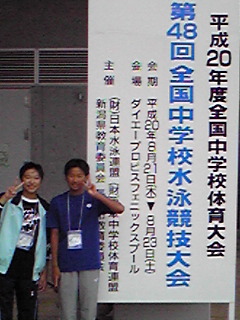 平成20年度全国中学校体育大会
第48回全国中学校水泳競技大会
会期 平成20年8月21日(木)▼8月23日(土)
会場 ダイエープロビスフェニックスプール
主催 (財)日本水泳連盟 (財)日本中学校体育連盟
新潟県教育委員会